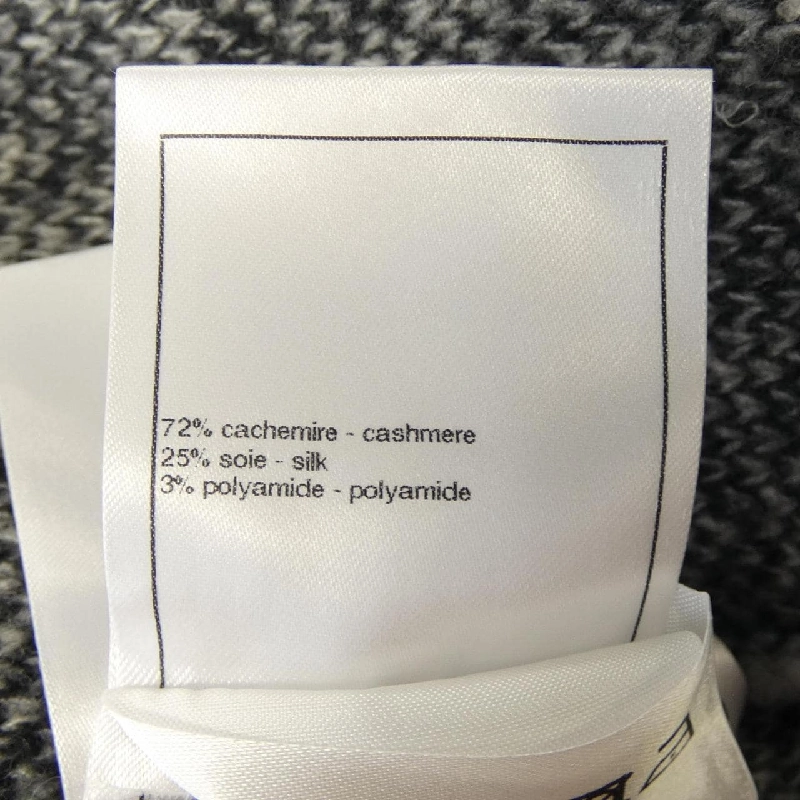 72% cachemire - cashmere
25% soie - silk
3% polyamide - polyamide